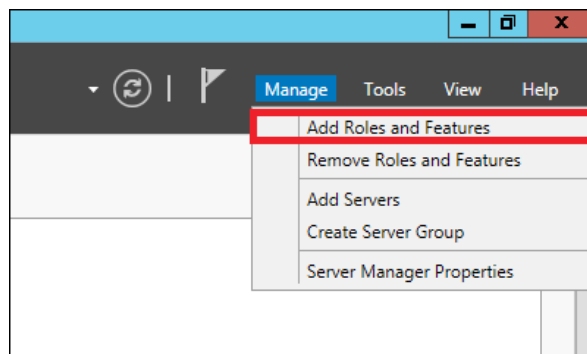 Manage Tools View Help
Add Roles and Features
Remove Roles and Features
Add Servers
Create Server Group
Server Manager Properties